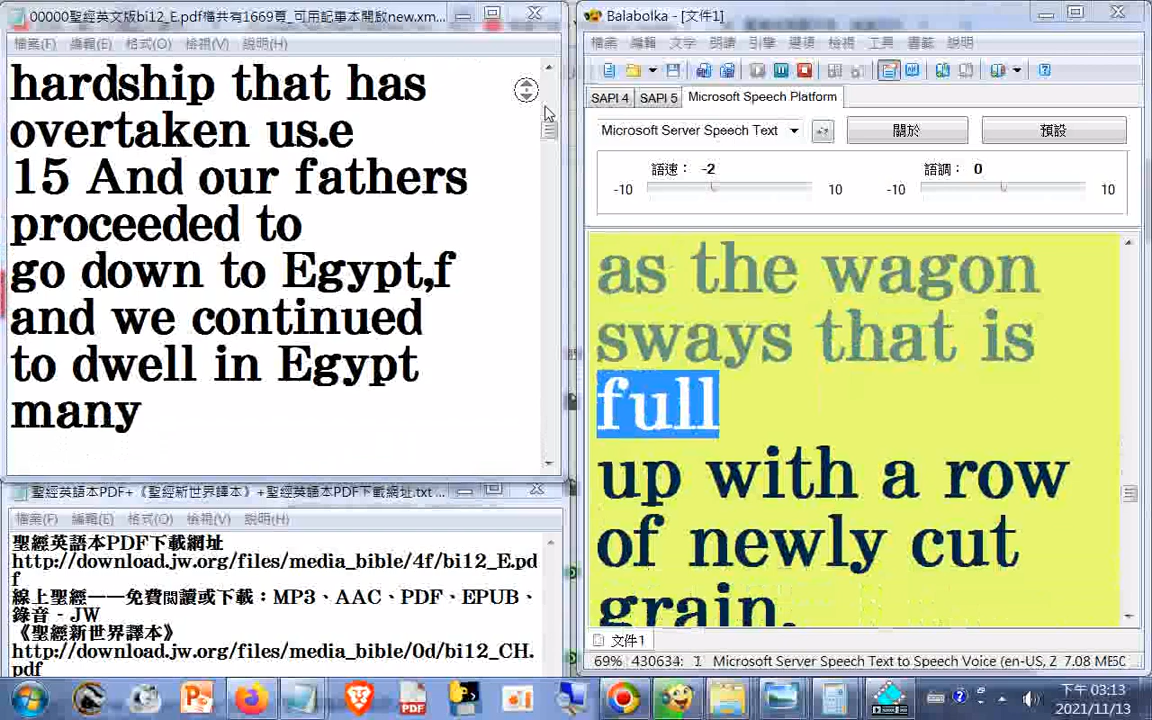 00000聖經英文版bi12_E.pdf檔共有1669頁_可用記事本開啟new.xm...
檔案(F) 編輯(E) 格式(O) 檢視(V) 說明(H)
hardship that has
overtaken us.e
15 And our fathers
proceeded to
go down to Egypt,f
and we continued
to dwell in Egypt
many
聖經英語本PDF+《聖經新世界譯本》+聖經英語本PDF下載網址.txt ...
檔案(F) 編輯(E) 格式(O) 檢視(V) 說明(H)
聖經英語本PDF下載網址
http://download.jw.org/files/media_bible/4f/bi12_E.pd
f
線上聖經──免費閱讀或下載：MP3、AAC、PDF、EPUB、
錄音 - JW
《聖經新世界譯本》
http://download.jw.org/files/media_bible/0d/bi12_CH.
pdf
Balabolka - [文件1]
檔案 編輯 文字 朗讀 引擎 選項 檢視 工具 書籤 說明
SAPI 4 SAPI 5 Microsoft Speech Platform
Microsoft Server Speech Text 關於 預設
語速： -2 語調： 0
-10 10 -10 10
as the wagon
sways that is
full
up with a row
of newly cut
grain.
文件1
69% 430634: 1 Microsoft Server Speech Text to Speech Voice (en-US, Z 7.08 ME
下午 03:13
2021/11/13